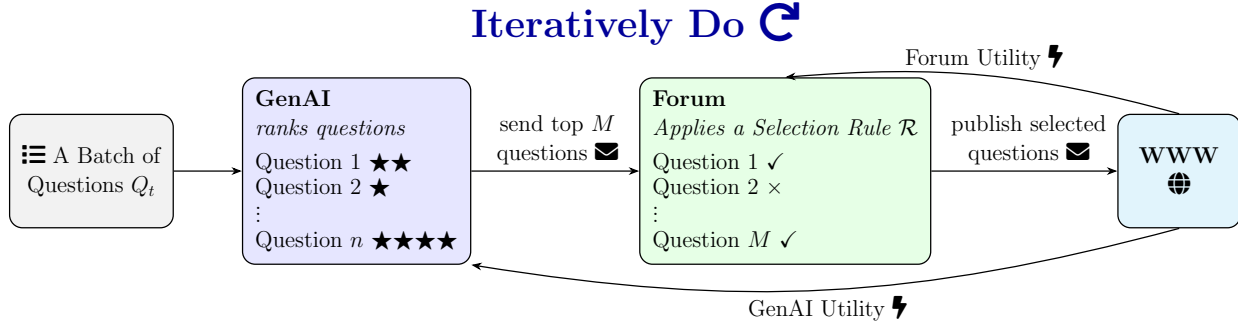 Iteratively Do
A Batch of
Questions Q_t
GenAI
ranks questions
Question 1 ★★
Question 2 ★
⋮
Question n ★★★★
send top M
questions
Forum
Applies a Selection Rule R
Question 1 ✓
Question 2 ×
⋮
Question M ✓
publish selected
questions
WWW
Forum Utility
GenAI Utility